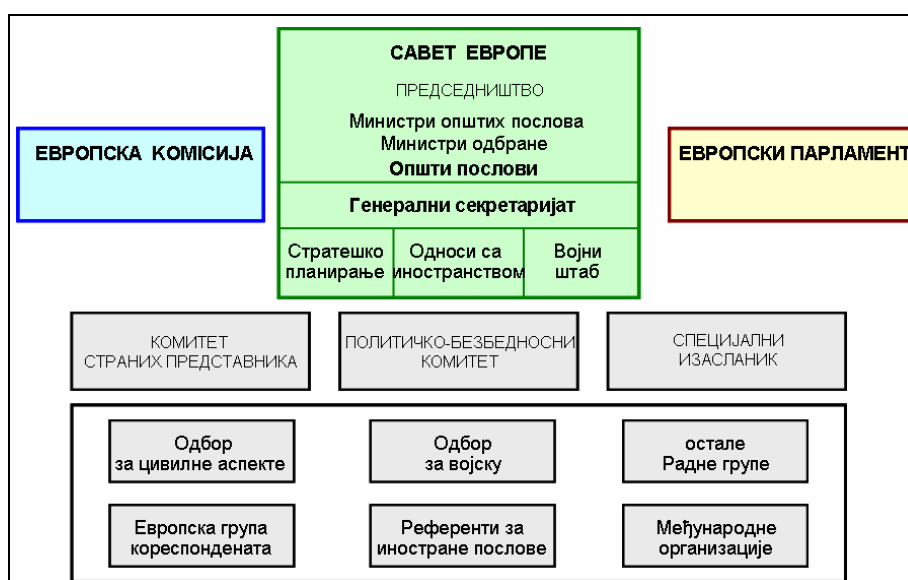 САВЕТ ЕВРОПЕ
ПРЕДСЕДНИШТВО
Министри општих послова
Министри одбране
Општи послови
ЕВРОПСКА КОМІСИЈА
ЕВРОПСКИ ПАРЛАМЕНТ
Генерални секретаријат
Стратешко
планирање
Односи са
иностранством
Војни
штаб
КОМИТЕТ
СТРАНИХ ПРЕДСТАВНИКА
ПОЛИТИЧКО-БЕЗБЕДНОСНИ
КОМИТЕТ
СПЕЦИЈАЛНИ
ИЗАСЛАНИК
Одбор
за цивилне аспекте
Одбор
за војску
остале
Радне групе
Европска група
кореспондената
Референти за
иностране послове
Међународне
организације